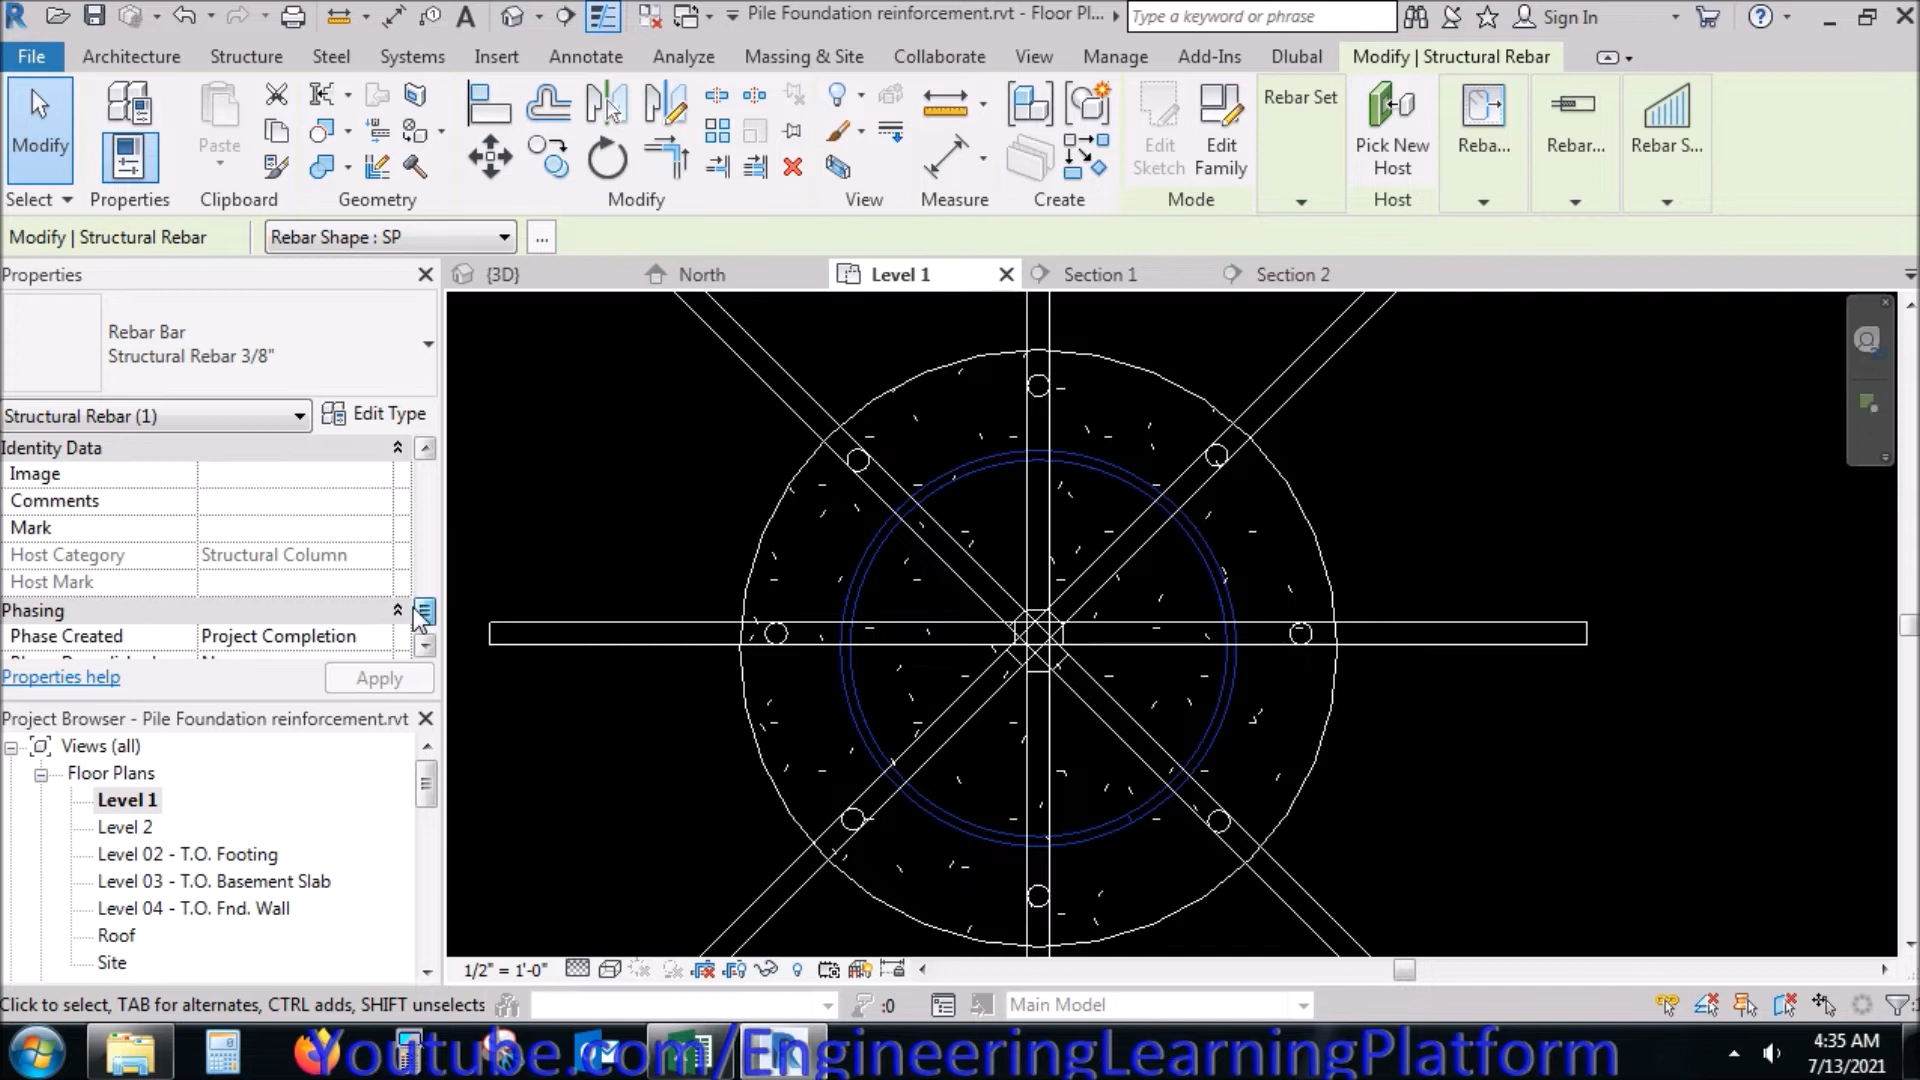 Pile Foundation reinforcement.rvt - Floor Pl...
Type a keyword or phrase
Sign In
File Architecture Structure Steel Systems Insert Annotate Analyze Massing & Site Collaborate View Manage Add-Ins Dlubal Modify | Structural Rebar
Modify
Paste
Edit Sketch
Edit Family
Rebar Set
Pick New Host
Reba...
Rebar...
Rebar S...
Select Properties Clipboard Geometry Modify View Measure Create Mode Host
Modify | Structural Rebar
Rebar Shape : SP
...
Properties
{3D} North Level 1 Section 1 Section 2
Rebar Bar
Structural Rebar 3/8"
Structural Rebar (1)
Edit Type
Identity Data
Image
Comments
Mark
Host Category Structural Column
Host Mark
Phasing
Phase Created Project Completion
Properties help
Apply
Project Browser - Pile Foundation reinforcement.rvt
Views (all)
Floor Plans
Level 1
Level 2
Level 02 - T.O. Footing
Level 03 - T.O. Basement Slab
Level 04 - T.O. Fnd. Wall
Roof
Site
1/2" = 1'-0"
Click to select, TAB for alternates, CTRL adds, SHIFT unselects
:0
Main Model
Youtube.com/EngineeringLearningPlatform
4:35 AM
7/13/2021